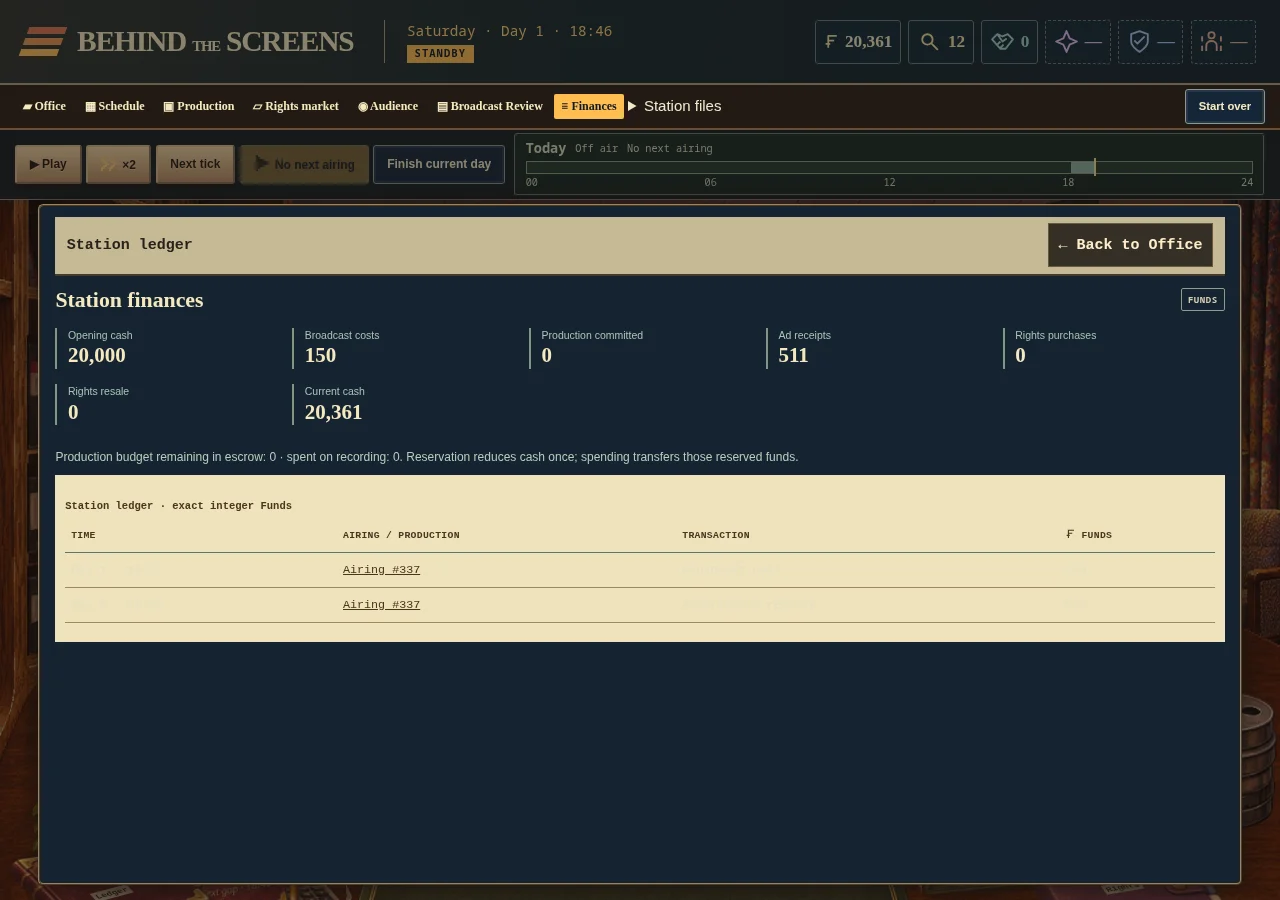 BEHIND THE SCREENS
Saturday · Day 1 · 18:46
STANDBY
₣ 20,361
12
0
—
—
—
Office
Schedule
Production
Rights market
Audience
Broadcast Review
≡ Finances
▶ Station files
Start over
▶ Play
×2
Next tick
No next airing
Finish current day
Today Off air No next airing
00 06 12 18 24
Station ledger
← Back to Office
Station finances
FUNDS
Opening cash
20,000
Broadcast costs
150
Production committed
0
Ad receipts
511
Rights purchases
0
Rights resale
0
Current cash
20,361
Production budget remaining in escrow: 0 · spent on recording: 0. Reservation reduces cash once; spending transfers those reserved funds.
Station ledger · exact integer Funds
TIME AIRING / PRODUCTION TRANSACTION ₣ FUNDS
Airing #337
Airing #337